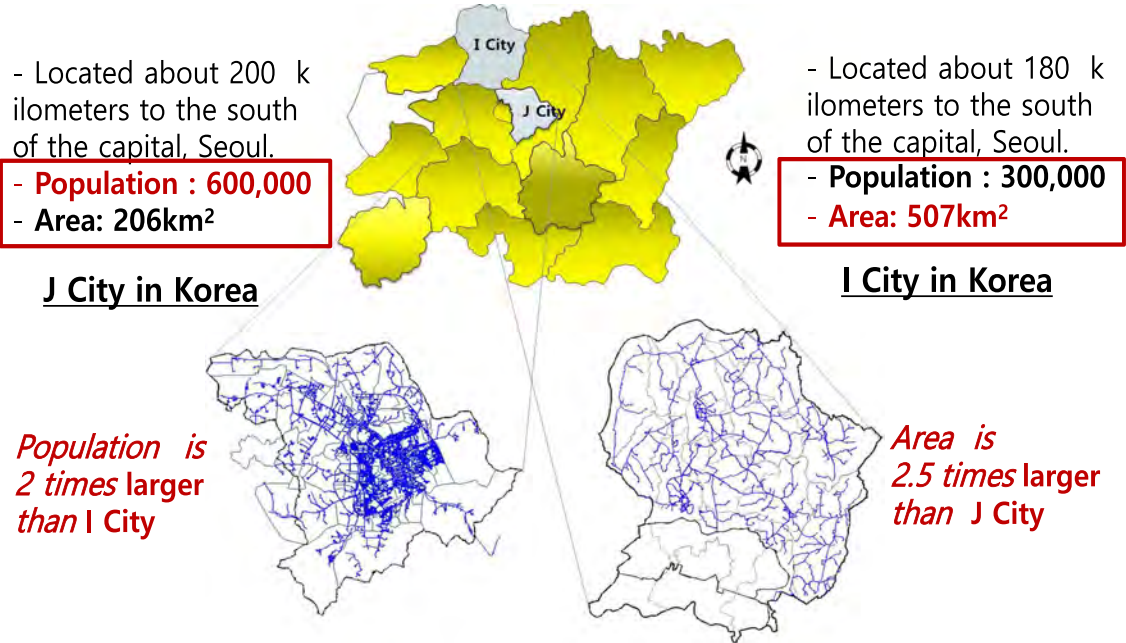 I City
J City
- Located about 200 k
ilometers to the south
of the capital, Seoul.
- Population : 600,000
- Area: 206km²
J City in Korea
N
- Located about 180 k
ilometers to the south
of the capital, Seoul.
- Population : 300,000
- Area: 507km²
I City in Korea
Population is
2 times larger
than I City
Area is
2.5 times larger
than J City